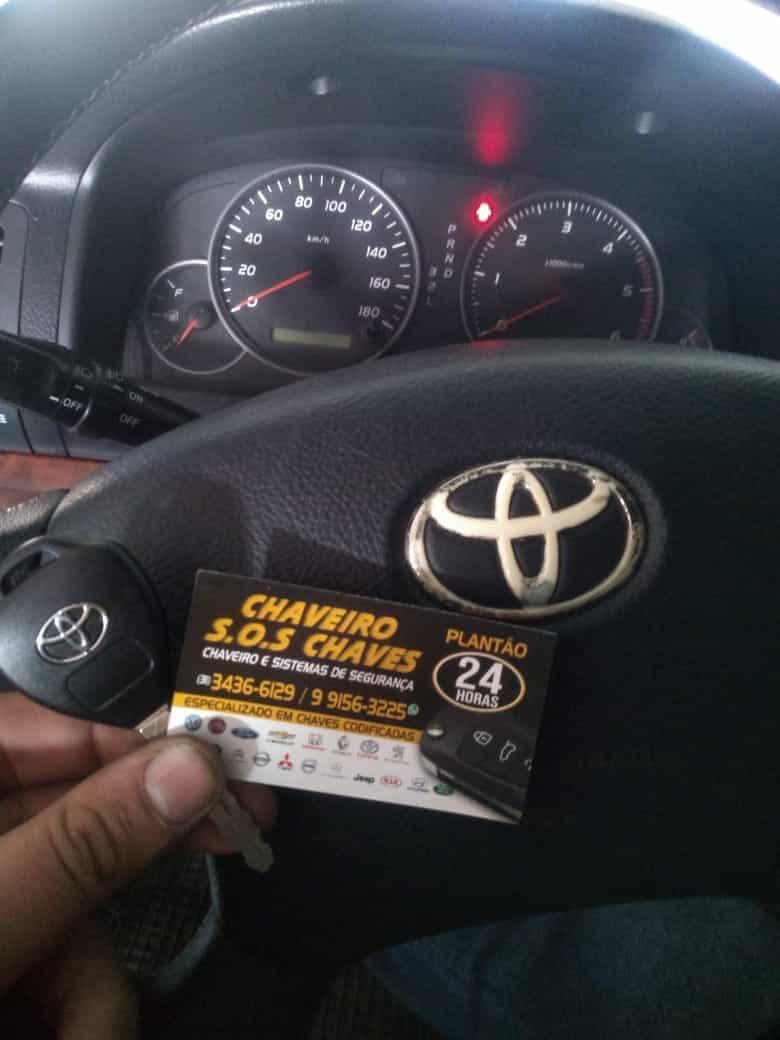 F
0
20
40
60
80
100
120
140
160
180
km/h
P
R
N
D
3
2
L
1
2
3
4
5
6
OFF
ON
OFF
CHAVEIRO
S.O.S CHAVES
CHAVEIRO E SISTEMAS DE SEGURANÇA
(31) 3436-6129 / 9 9156-3225
ESPECIALIZADO EM CHAVES CODIFICADAS
PLANTÃO
24
HORAS
Jeep
KIA